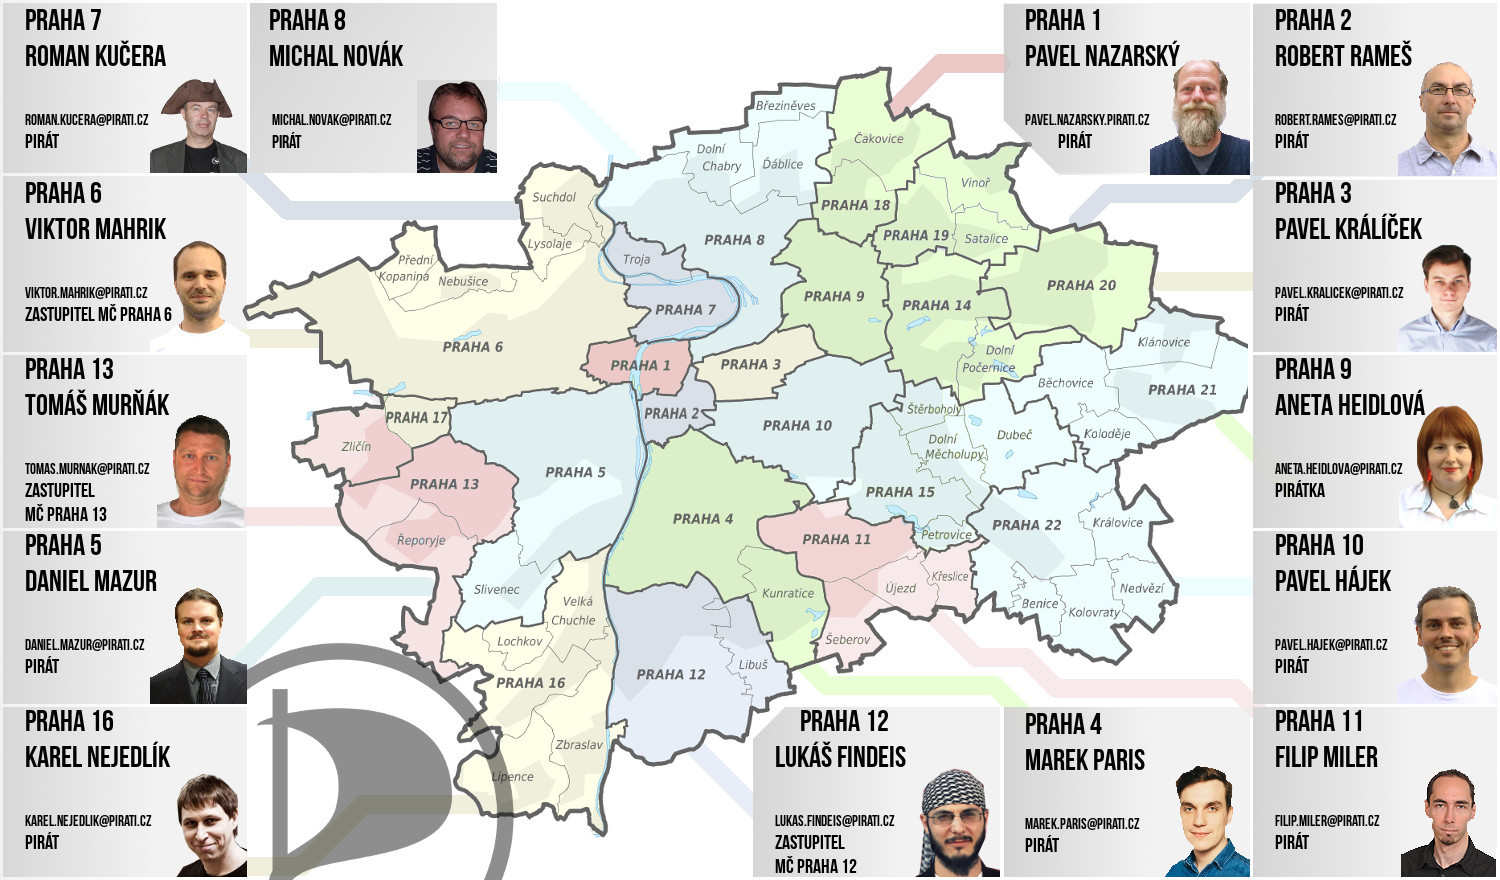 PRAHA 7
ROMAN KUČERA
ROMAN.KUCERA@PIRATI.CZ
PIRÁT
PRAHA 8
MICHAL NOVÁK
MICHAL.NOVAK@PIRATI.CZ
PIRÁT
PRAHA 1
PAVEL NAZARSKÝ
PAVEL.NAZARSKY.PIRATI.CZ
PIRÁT
PRAHA 2
ROBERT RAMEŠ
ROBERT.RAMES@PIRATI.CZ
PIRÁT
PRAHA 6
VIKTOR MAHRIK
VIKTOR.MAHRIK@PIRATI.CZ
ZASTUPITEL MČ PRAHA 6
PRAHA 3
PAVEL KRÁLÍČEK
PAVEL.KRALICEK@PIRATI.CZ
PIRÁT
PRAHA 13
TOMÁŠ MURŇÁK
TOMAS.MURNAK@PIRATI.CZ
ZASTUPITEL
MČ PRAHA 13
PRAHA 9
ANETA HEIDLOVÁ
ANETA.HEIDLOVA@PIRATI.CZ
PIRÁTKA
PRAHA 5
DANIEL MAZUR
DANIEL.MAZUR@PIRATI.CZ
PIRÁT
PRAHA 10
PAVEL HÁJEK
PAVEL.HAJEK@PIRATI.CZ
PIRÁT
PRAHA 16
KAREL NEJEDLÍK
KAREL.NEJEDLIK@PIRATI.CZ
PIRÁT
PRAHA 12
LUKÁŠ FINDEIS
LUKAS.FINDEIS@PIRATI.CZ
ZASTUPITEL
MČ PRAHA 12
PRAHA 4
MAREK PARIS
MAREK.PARIS@PIRATI.CZ
PIRÁT
PRAHA 11
FILIP MILER
FILIP.MILER@PIRATI.CZ
PIRÁT
Březiněves
Čakovice
Dolní
Chabry
Ďáblice
Vinoř
Suchdol
PRAHA 18
PRAHA 19
Satalice
PRAHA 8
Lysolaje
Přední
Kopanina
Nebušice
Troja
PRAHA 7
PRAHA 9
PRAHA 14
PRAHA 20
PRAHA 6
PRAHA 1
PRAHA 3
Dolní
Počernice
Klánovice
Běchovice
PRAHA 21
PRAHA 17
PRAHA 2
PRAHA 10
Štěrboholy
Dolní
Měcholupy
Dubeč
Koloděje
Zličín
PRAHA 13
PRAHA 5
PRAHA 15
PRAHA 4
PRAHA 11
Petrovice
PRAHA 22
Královice
Řeporyje
Slivenec
Velká
Chuchle
Kunratice
Újezd
Křeslice
Nedvězí
Benice
Kolovraty
Lochkov
Šeberov
PRAHA 16
PRAHA 12
Libuš
Zbraslav
Lipence